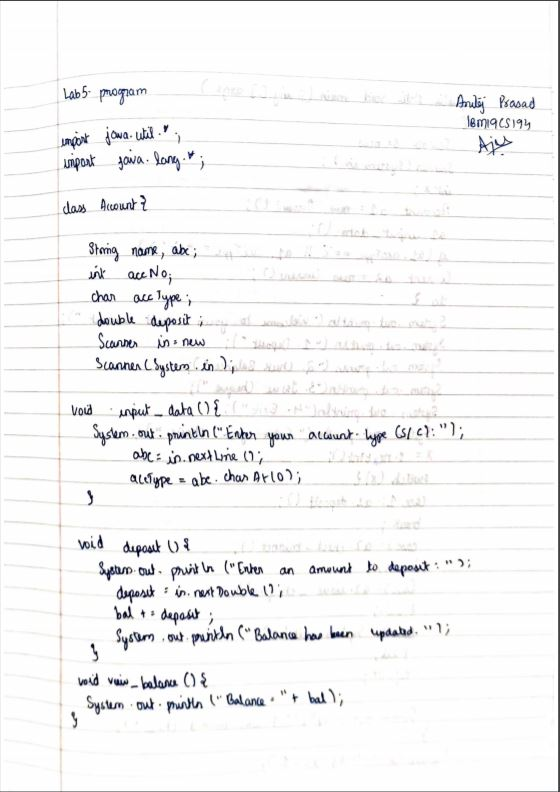 Lab5. program
Prasad
1BM19CS194
import java.util.*;
import java.lang.*;
class Account{
String name, abc;
int accNo;
char accType;
double deposit;
Scanner in = new
Scanner(System.in);
void input_data(){
System.out.println("Enter your account type (S/C): ");
abc = in.nextLine();
accType = abc.charAt(0);
}
void deposit(){
System.out.println("Enter an amount to deposit: ");
deposit = in.nextDouble();
bal += deposit;
System.out.println("Balance has been updated.");
}
void view_balance(){
System.out.println("Balance = " + bal);
}